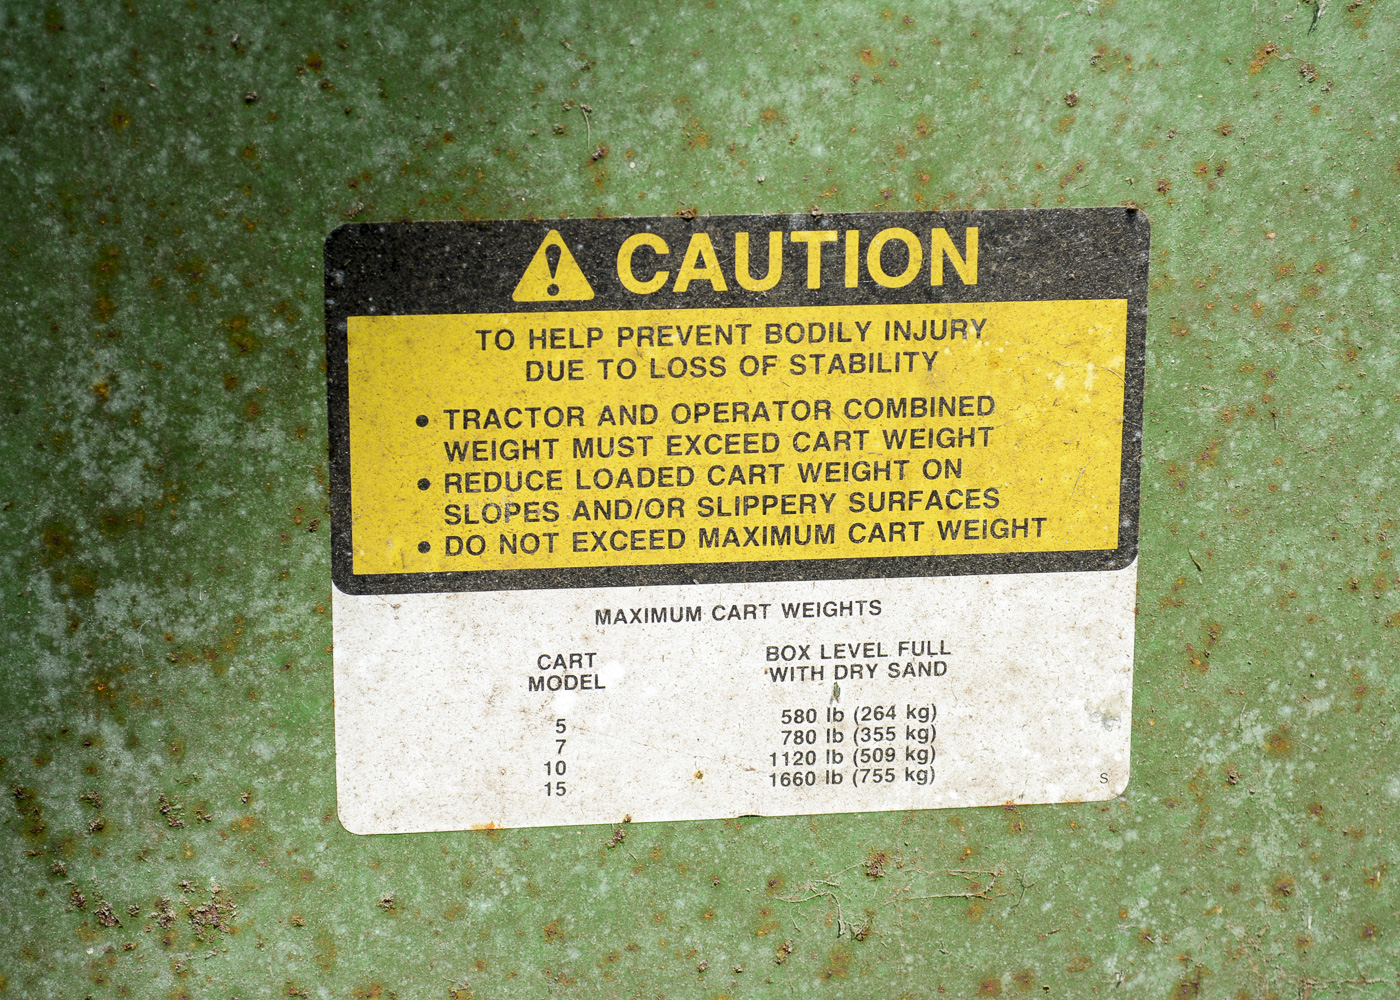 CAUTION
TO HELP PREVENT BODILY INJURY
DUE TO LOSS OF STABILITY
• TRACTOR AND OPERATOR COMBINED
WEIGHT MUST EXCEED CART WEIGHT
• REDUCE LOADED CART WEIGHT ON
SLOPES AND/OR SLIPPERY SURFACES
• DO NOT EXCEED MAXIMUM CART WEIGHT
MAXIMUM CART WEIGHTS
CART MODEL
BOX LEVEL FULL
WITH DRY SAND
5 580 lb (264 kg)
7 780 lb (355 kg)
10 1120 lb (509 kg)
15 1660 lb (755 kg)
S